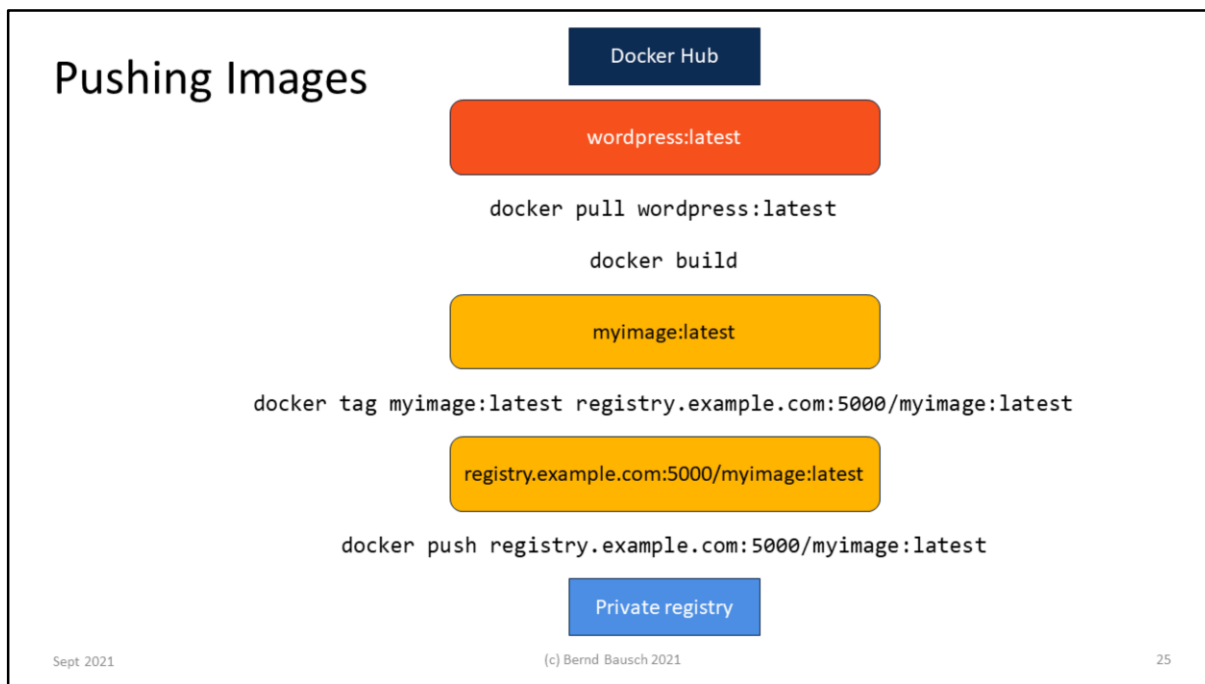 Pushing Images
Docker Hub
wordpress:latest
docker pull wordpress:latest
docker build
myimage:latest
docker tag myimage:latest registry.example.com:5000/myimage:latest
registry.example.com:5000/myimage:latest
docker push registry.example.com:5000/myimage:latest
Private registry
Sept 2021
(c) Bernd Bausch 2021
25